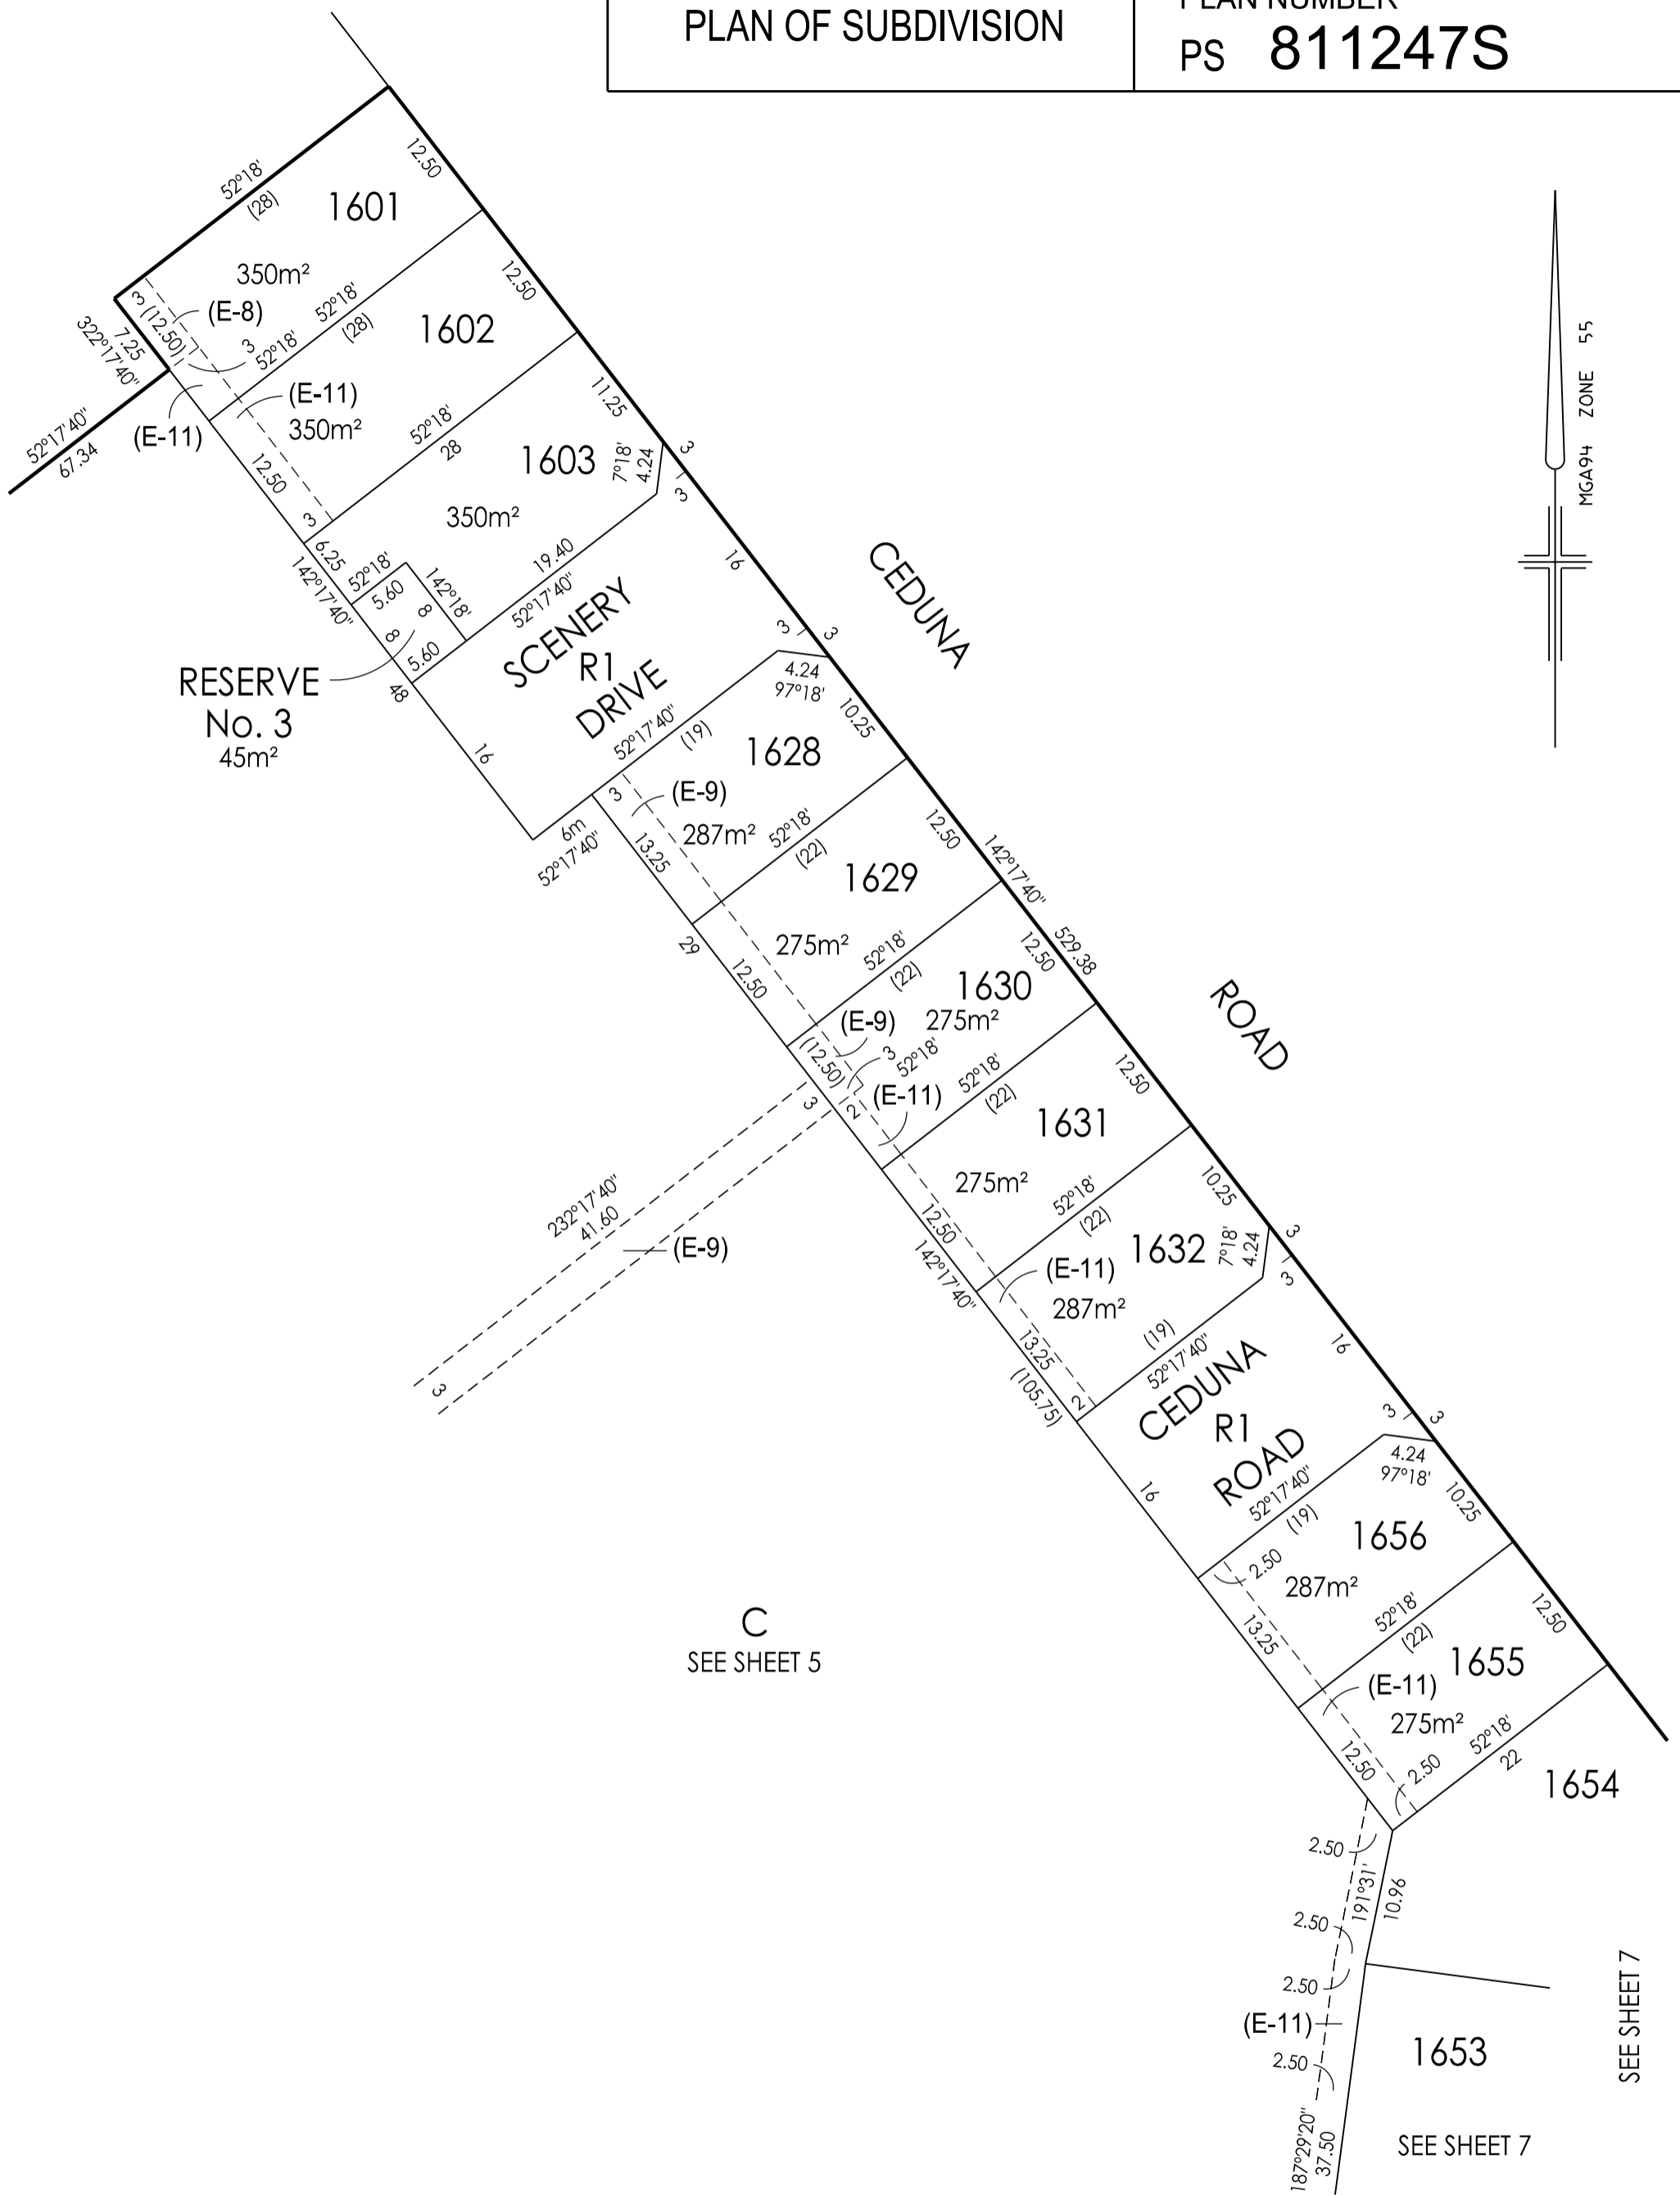 PLAN OF SUBDIVISION
PLAN NUMBER
PS 811247S
MGA94 ZONE 55
12.50
52°18'
(28)
1601
350m²
3
(12.50)
(E-8)
7.25
322°17'40"
3
52°18'
52°18'
(28)
12.50
1602
(E-11)
350m²
(E-11)
52°17'40"
67.34
12.50
3
52°18'
28
11.25
1603
7°18'
4.24
3
3
350m²
6.25
142°17'40"
52°18'
5.60
142°18'
8
8
5.60
19.40
52°17'40"
16
CEDUNA
SCENERY
R1
DRIVE
RESERVE
No. 3
45m²
48
16
3
3
4.24
97°18'
10.25
52°17'40"
(19)
1628
3
(E-9)
287m²
6m
52°17'40"
13.25
52°18'
(22)
12.50
142°17'40"
1629
275m²
29
12.50
52°18'
(22)
12.50
529.38
1630
(E-9)
275m²
ROAD
(12.50)
3
52°18'
3
2
(E-11)
52°18'
(22)
12.50
1631
275m²
232°17'40"
41.60
(E-9)
3
12.50
142°17'40"
52°18'
(22)
10.25
1632
7°18'
4.24
3
3
(E-11)
287m²
13.25
(105.75)
2
(19)
52°17'40"
16
CEDUNA
R1
ROAD
3
3
4.24
97°18'
16
52°17'40"
(19)
10.25
1656
2.50
287m²
13.25
52°18'
(22)
12.50
1655
(E-11)
275m²
12.50
2.50
52°18'
22
1654
C
SEE SHEET 5
2.50
191°31'
10.96
2.50
2.50
(E-11)
2.50
1653
SEE SHEET 7
187°29'20"
37.50
SEE SHEET 7